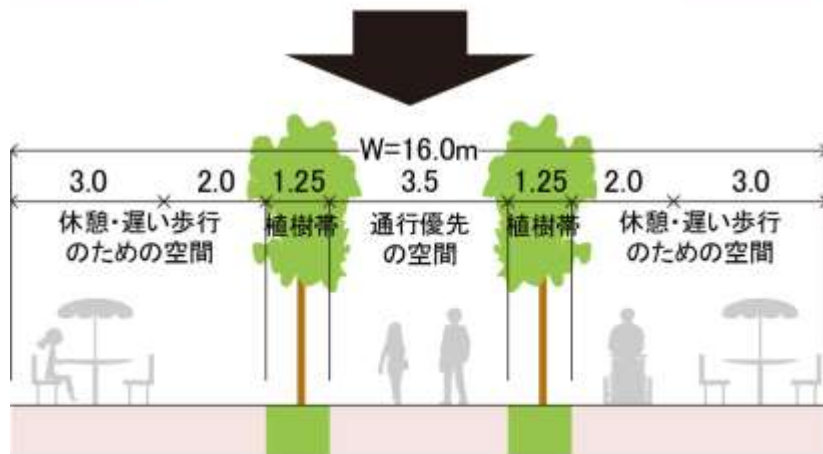 W=16.0m
3.0 2.0 1.25 3.5 1.25 2.0 3.0
休憩・遅い歩行
のための空間
植樹帯
通行優先
の空間
植樹帯
休憩・遅い歩行
のための空間